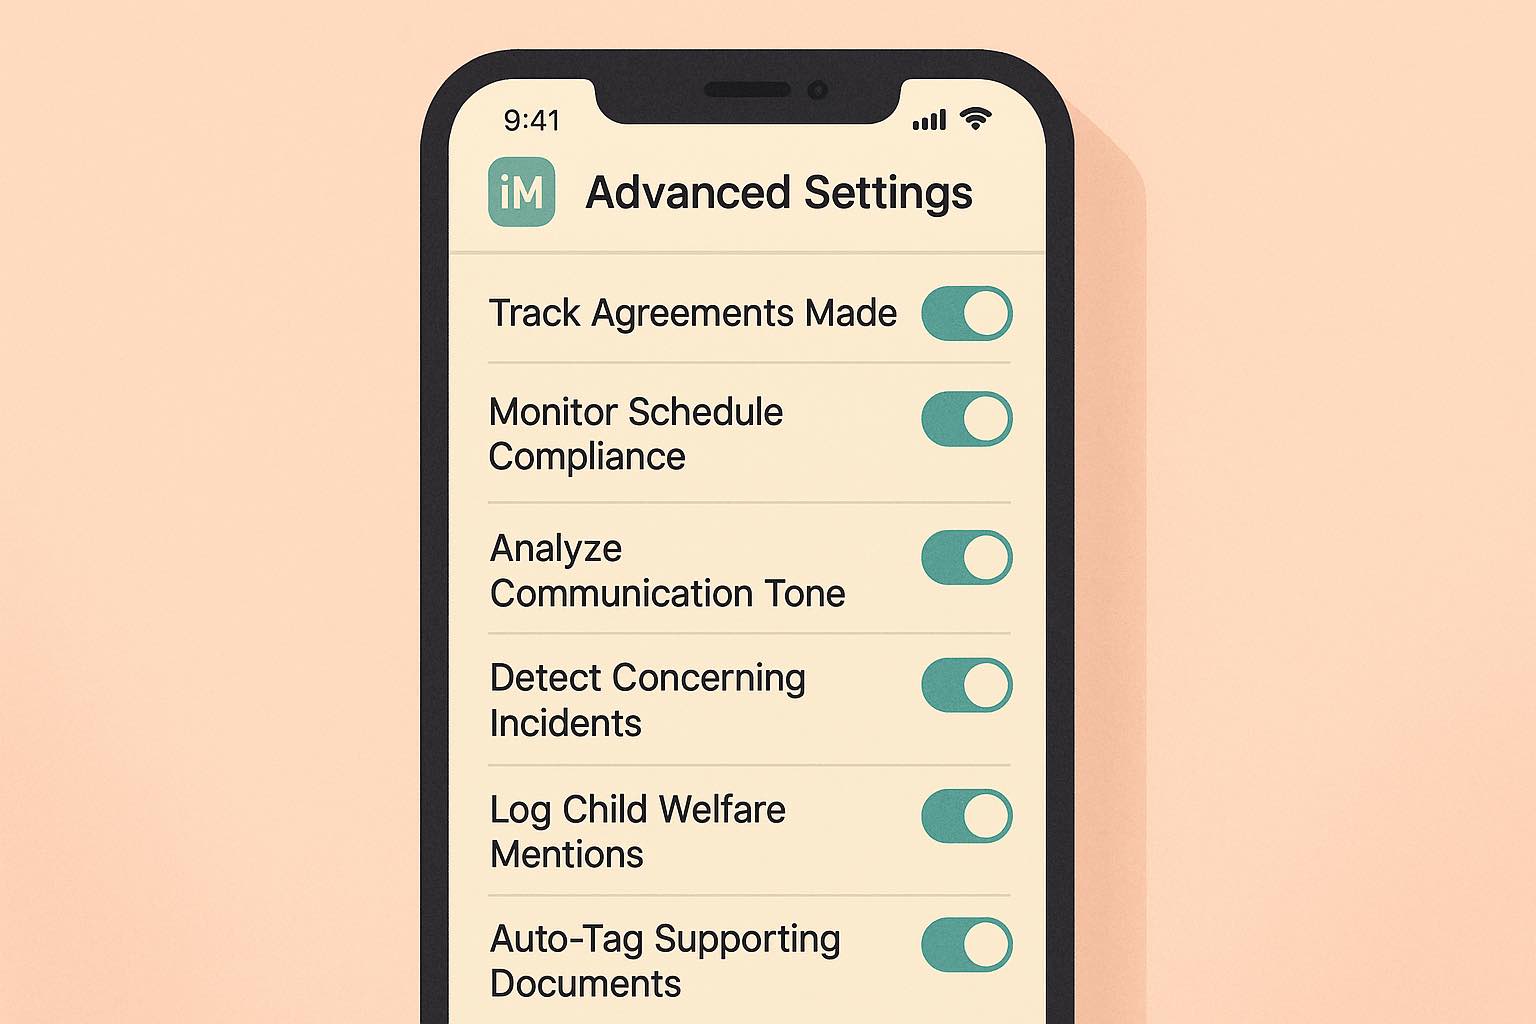 9:41
iM
Advanced Settings
Track Agreements Made
Monitor Schedule
Compliance
Analyze
Communication Tone
Detect Concerning
Incidents
Log Child Welfare
Mentions
Auto-Tag Supporting
Documents